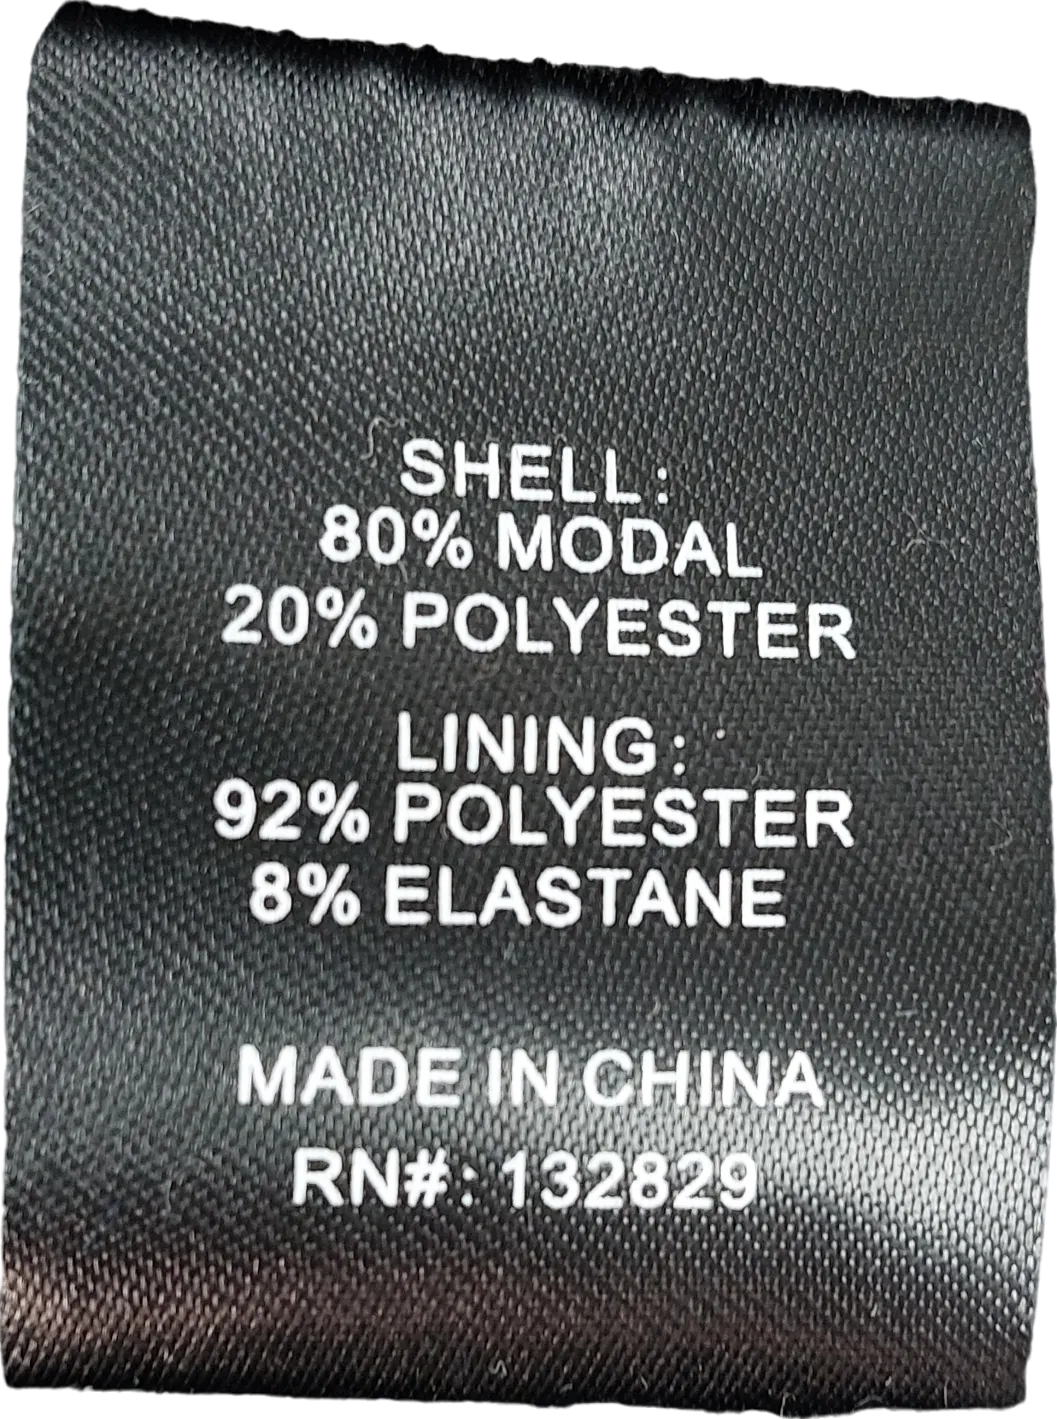 SHELL:
80% MODAL
20% POLYESTER
LINING:
92% POLYESTER
8% ELASTANE
MADE IN CHINA
RN#: 132829